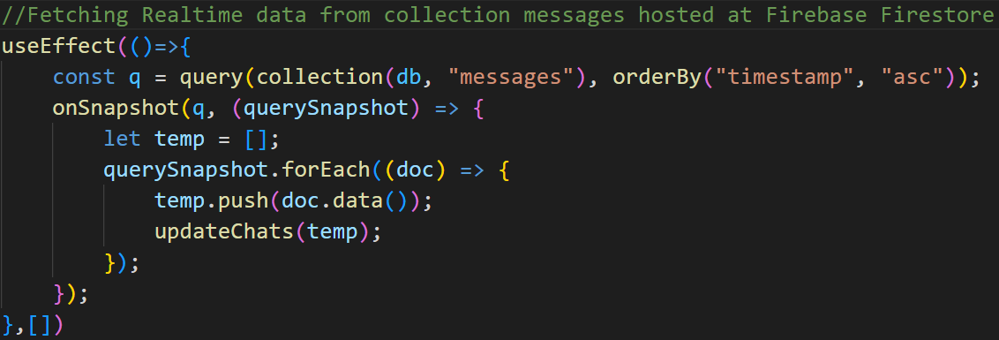 //Fetching Realtime data from collection messages hosted at Firebase Firestore
useEffect(()=>{
    const q = query(collection(db, "messages"), orderBy("timestamp", "asc"));
    onSnapshot(q, (querySnapshot) => {
        let temp = [];
        querySnapshot.forEach((doc) => {
            temp.push(doc.data());
            updateChats(temp);
        });
    });
},[])